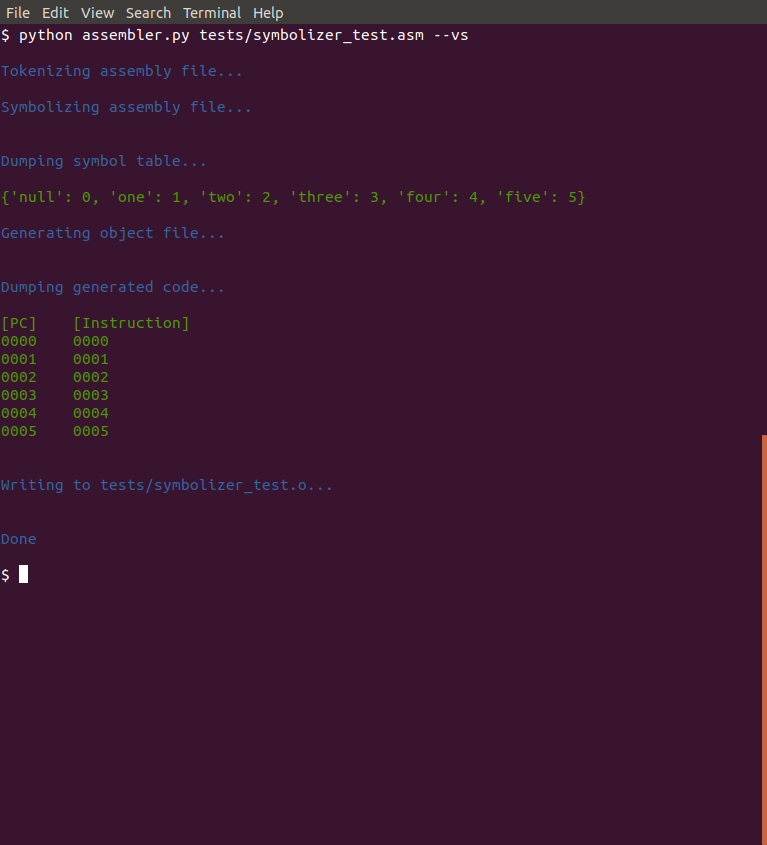 File Edit View Search Terminal Help
$ python assembler.py tests/symbolizer_test.asm --vs
Tokenizing assembly file...
Symbolizing assembly file...
Dumping symbol table...
{'null': 0, 'one': 1, 'two': 2, 'three': 3, 'four': 4, 'five': 5}
Generating object file...
Dumping generated code...
[PC]    [Instruction]
0000    0000
0001    0001
0002    0002
0003    0003
0004    0004
0005    0005
Writing to tests/symbolizer_test.o...
Done
$